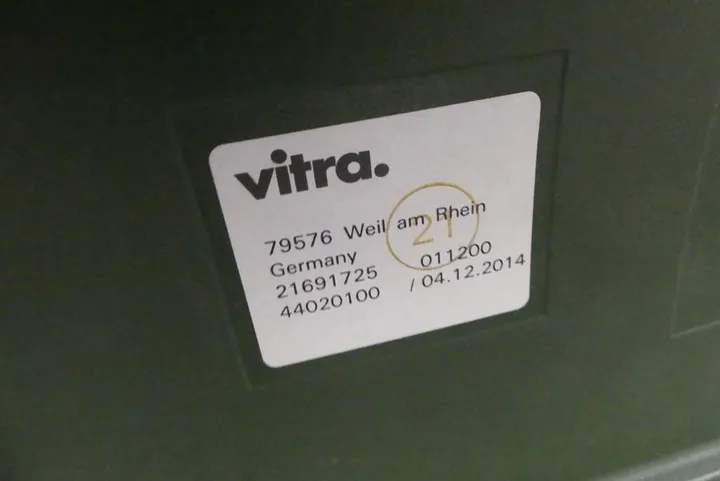 vitra.
79576 Weil am Rhein
Germany
21691725 011200
44020100 / 04.12.2014
21